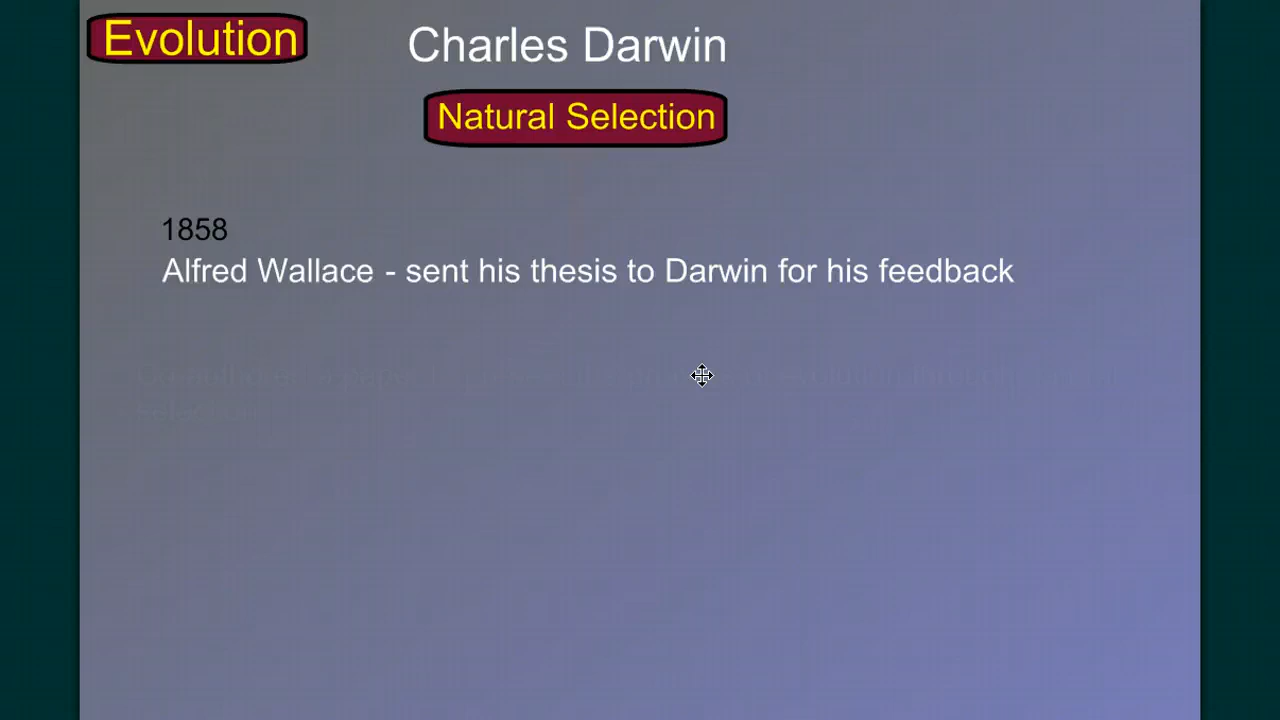 Evolution
Charles Darwin
Natural Selection
1858
Alfred Wallace - sent his thesis to Darwin for his feedback